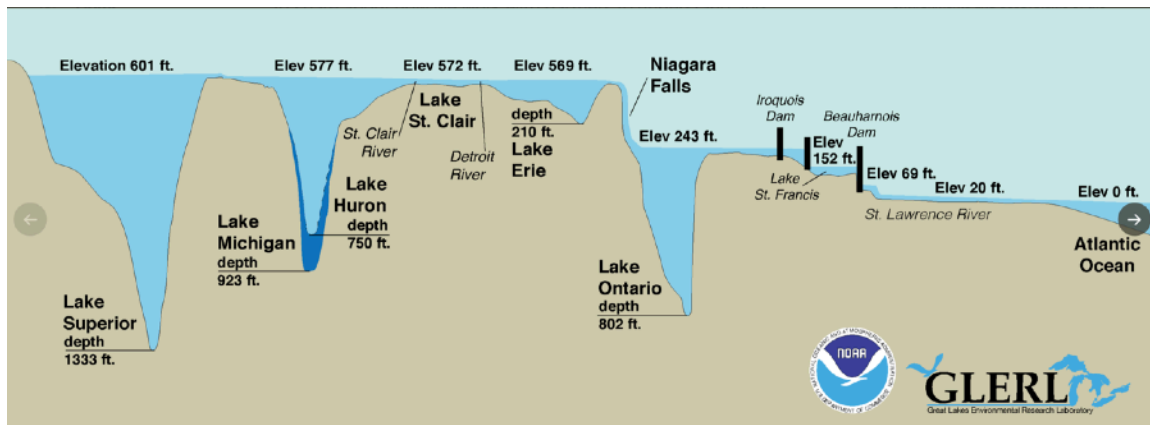 Elevation 601 ft.
Elev 577 ft.
Elev 572 ft.
Elev 569 ft.
Niagara
Falls
Lake
St. Clair
St. Clair
River
Detroit
River
depth
210 ft.
Lake
Erie
Elev 243 ft.
Iroquois
Dam
Beauharnois
Dam
Elev
152 ft.
Lake
St. Francis
Elev 69 ft.
Elev 20 ft.
Elev 0 ft.
St. Lawrence River
Atlantic
Ocean
Lake
Huron
depth
750 ft.
Lake
Michigan
depth
923 ft.
Lake
Superior
depth
1333 ft.
Lake
Ontario
depth
802 ft.
NOAA
GLERL
Great Lakes Environmental Research Laboratory